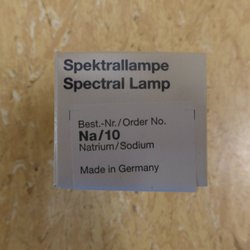 Spektrallampe
Spectral Lamp
Best.-Nr./Order No.
Na/10
Natrium/Sodium
Made in Germany